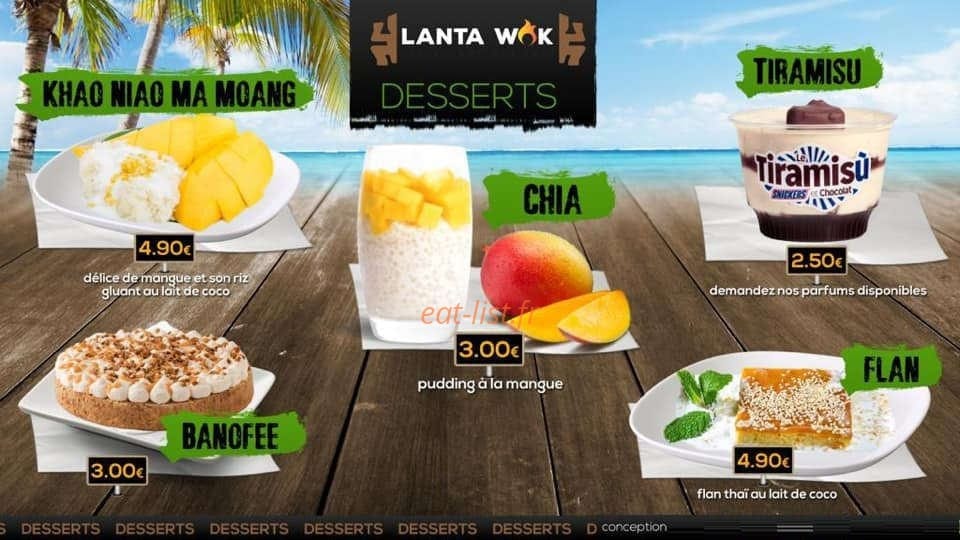 LANTA WOK
DESSERTS
KHAO NIAO MA MOANG
4.90€
délice de mangue et son riz
gluant au lait de coco
CHIA
3.00€
pudding à la mangue
TIRAMISU
Le Tiramisù
SNICKERS et Chocolat
2.50€
demandez nos parfums disponibles
BANOFEE
3.00€
FLAN
4.90€
flan thaï au lait de coco
eat-list.fr
S DESSERTS DESSERTS DESSERTS DESSERTS DESSERTS DESSERTS D conception